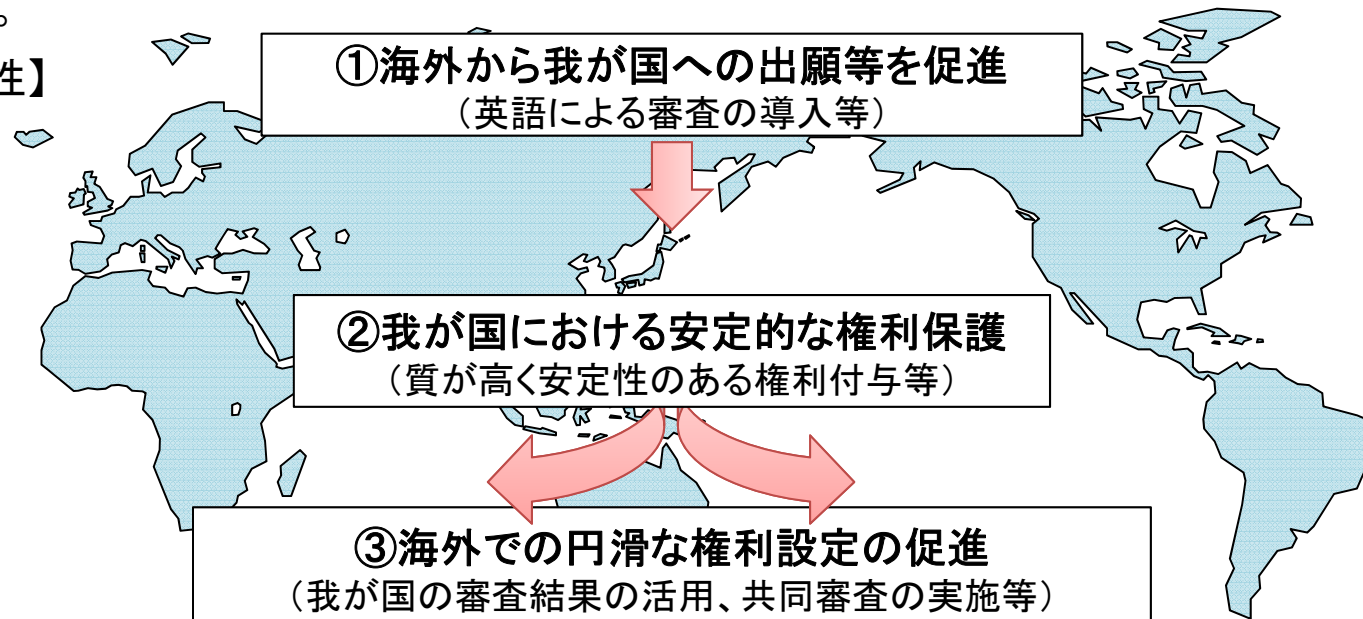 。
性】
①海外から我が国への出願等を促進
（英語による審査の導入等）
②我が国における安定的な権利保護
（質が高く安定性のある権利付与等）
③海外での円滑な権利設定の促進
（我が国の審査結果の活用、共同審査の実施等）